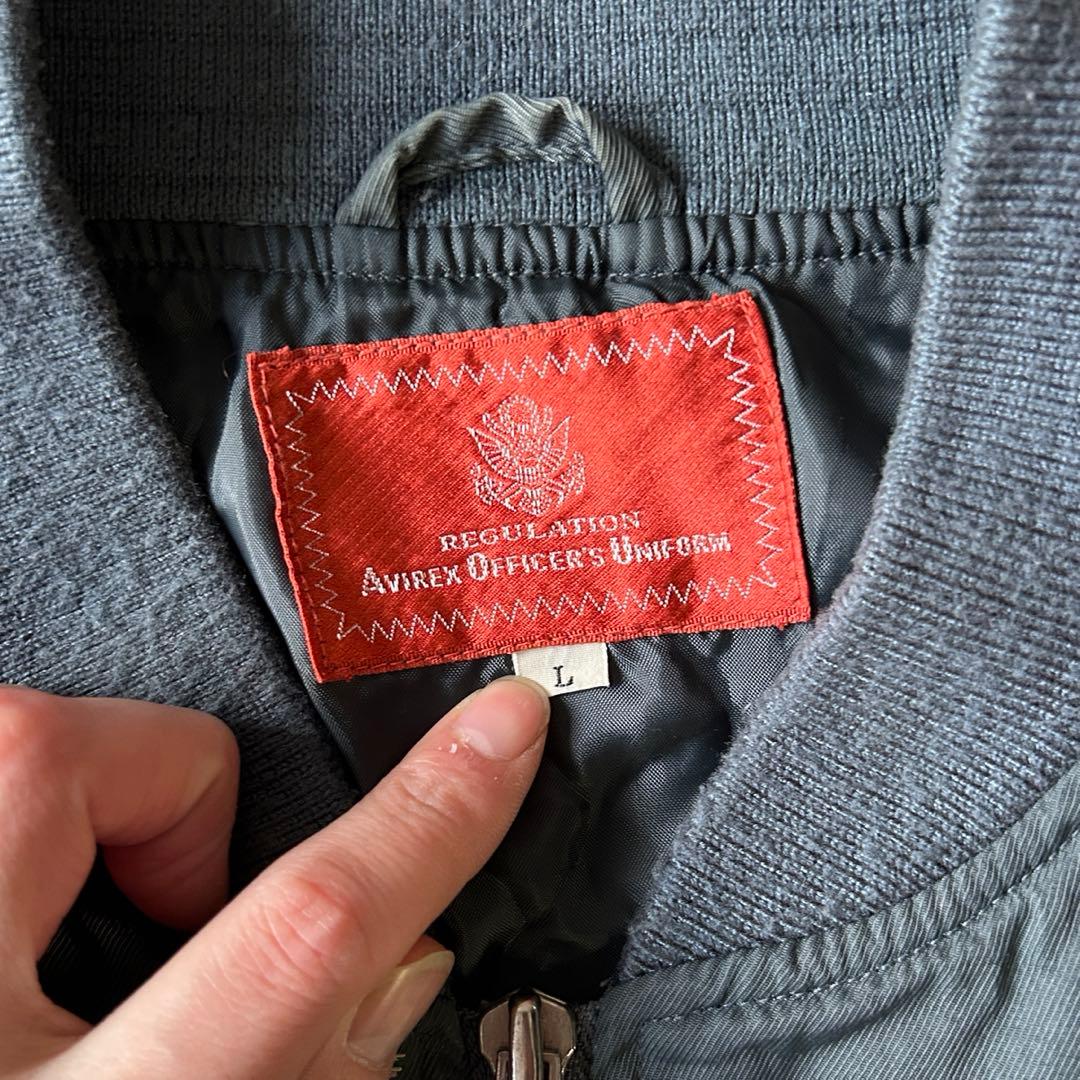 REGULATION
AVIREX OFFICER'S UNIFORM
L